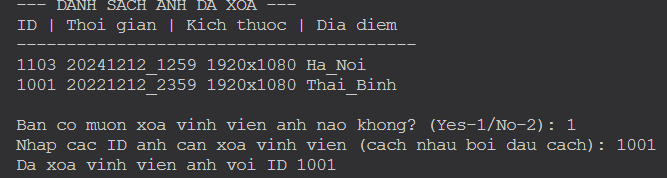 --- DANH SACH ANH DA XOA ---
ID | Thoi gian | Kich thuoc | Dia diem
----------------------------------------
1103 20241212_1259 1920x1080 Ha_Noi
1001 20221212_2359 1920x1080 Thai_Binh
Ban co muon xoa vinh vien anh nao khong? (Yes-1/No-2): 1
Nhap cac ID anh can xoa vinh vien (cach nhau boi dau cach): 1001
Da xoa vinh vien anh voi ID 1001